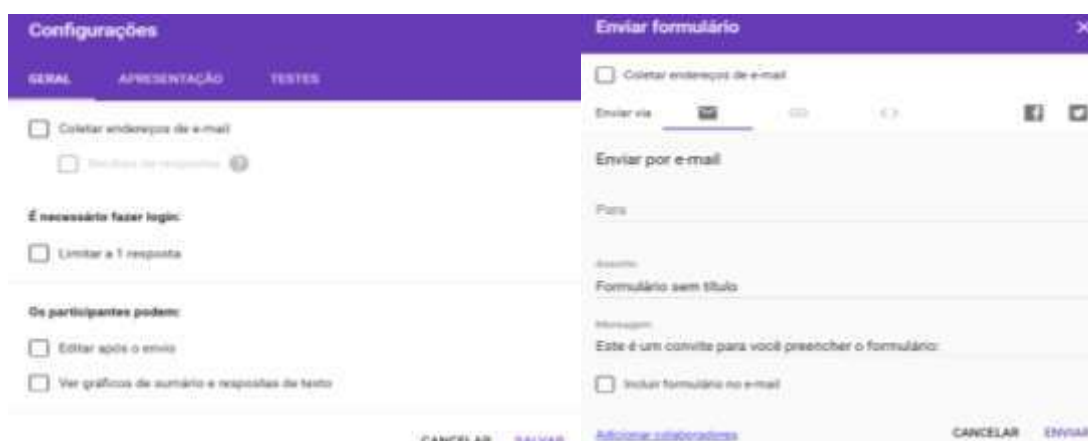 Configurações
GERAL APRESENTAÇÃO TESTES
Coletar endereços de e-mail
Recibos de respostas
É necessário fazer login:
Limitar a 1 resposta
Os participantes podem:
Editar após o envio
Ver gráficos de sumário e respostas de texto
CANCELAR SALVAR
Enviar formulário
Coletar endereços de e-mail
Enviar via
Enviar por e-mail
Para
Assunto
Formulário sem título
Mensagem
Este é um convite para você preencher o formulário:
Incluir formulário no e-mail
Adicionar colaboradores
CANCELAR ENVIAR